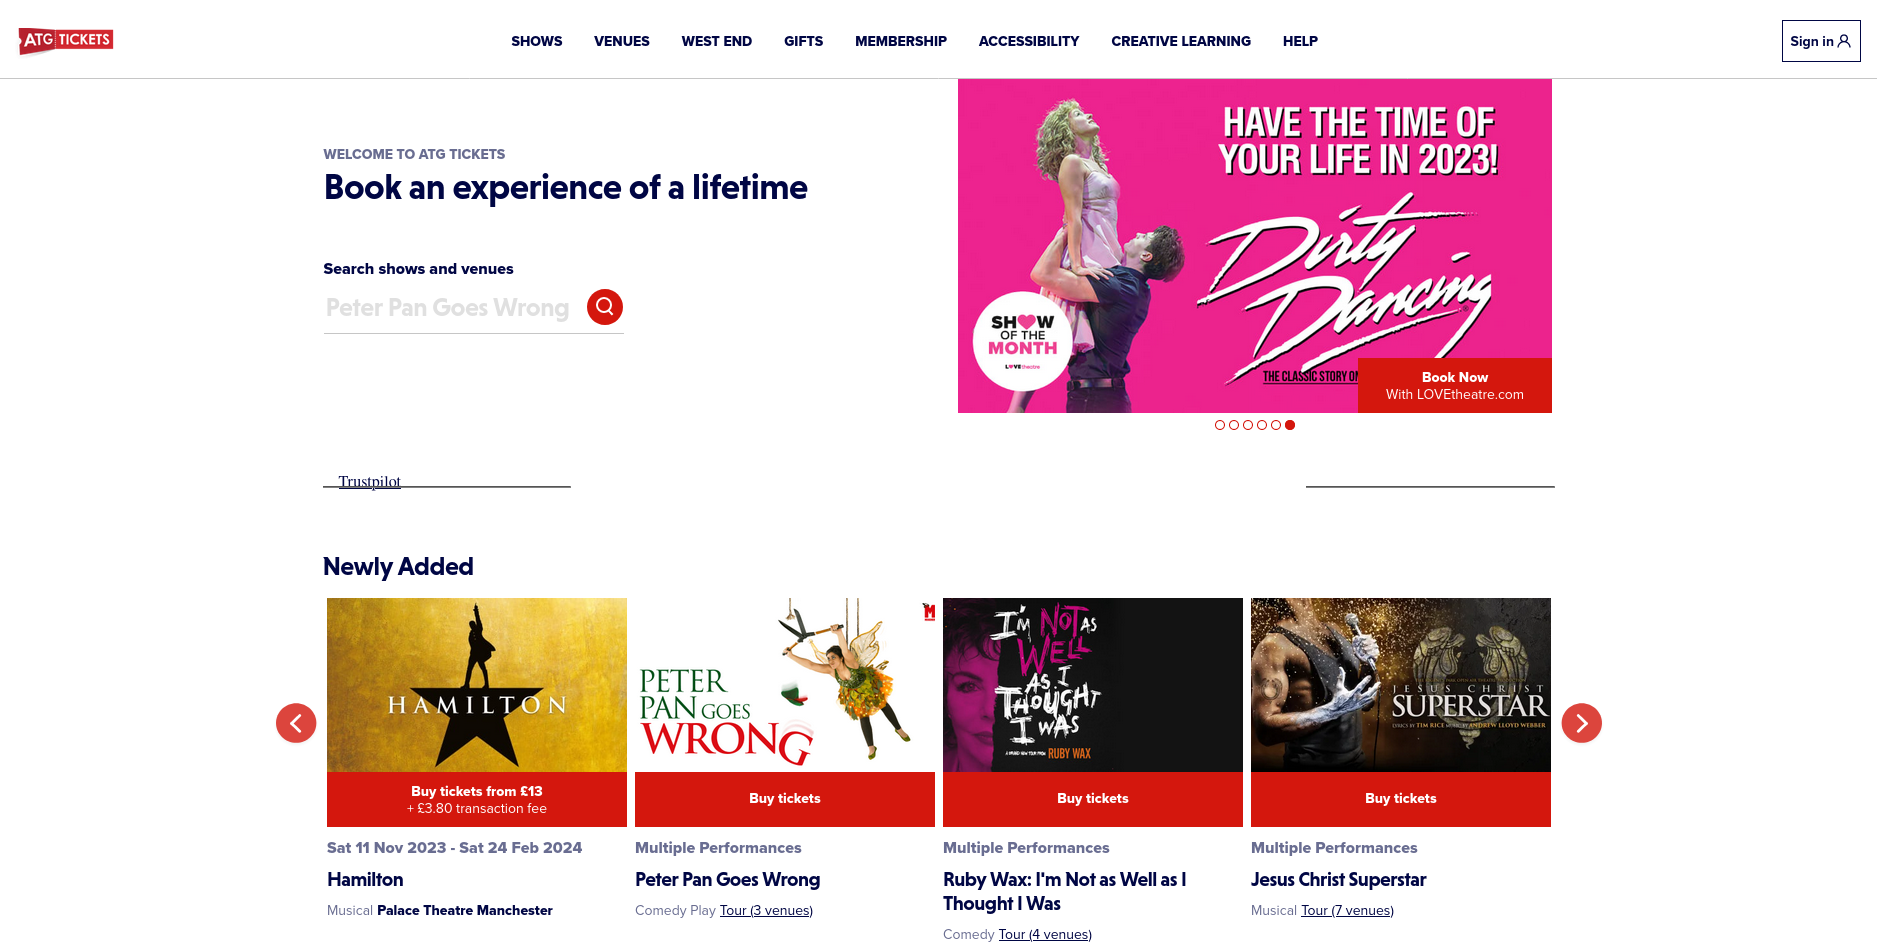 ATG TICKETS
SHOWS
VENUES
WEST END
GIFTS
MEMBERSHIP
ACCESSIBILITY
CREATIVE LEARNING
HELP
Sign in
WELCOME TO ATG TICKETS
Book an experience of a lifetime
Search shows and venues
Peter Pan Goes Wrong
HAVE THE TIME OF
YOUR LIFE IN 2023!
Dirty
Dancing
SHOW
OF THE
MONTH
LOVEtheatre
THE CLASSIC STORY ON
Book Now
With LOVEtheatre.com
Trustpilot
Newly Added
HAMILTON
Buy tickets from £13
+ £3.80 transaction fee
Sat 11 Nov 2023 - Sat 24 Feb 2024
Hamilton
Musical Palace Theatre Manchester
M
PETER
PAN GOES
WRONG
Buy tickets
Multiple Performances
Peter Pan Goes Wrong
Comedy Play Tour (3 venues)
I'M NOT AS
WELL
AS I
THOUGHT
I WAS
A BRAND NEW TOUR FROM RUBY WAX
Buy tickets
Multiple Performances
Ruby Wax: I'm Not as Well as I
Thought I Was
Comedy Tour (4 venues)
JESUS CHRIST
SUPERSTAR
LYRICS BY TIM RICE MUSIC BY ANDREW LLOYD WEBBER
Buy tickets
Multiple Performances
Jesus Christ Superstar
Musical Tour (7 venues)